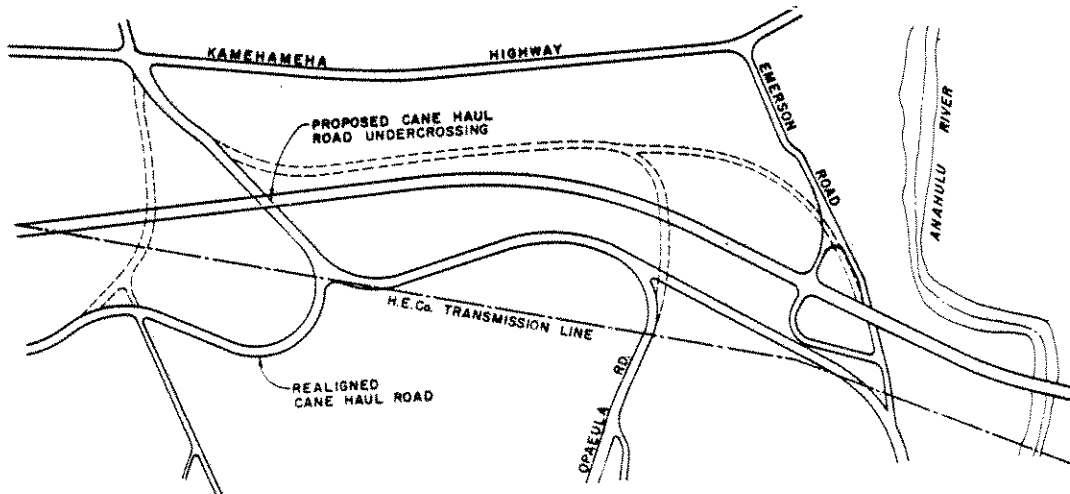 KAMEHAMEHA HIGHWAY
EMERSON ROAD
ANAHULU RIVER
PROPOSED CANE HAUL
ROAD UNDERCROSSING
H.E.Co. TRANSMISSION LINE
REALIGNED
CANE HAUL ROAD
OPAEULA RD.